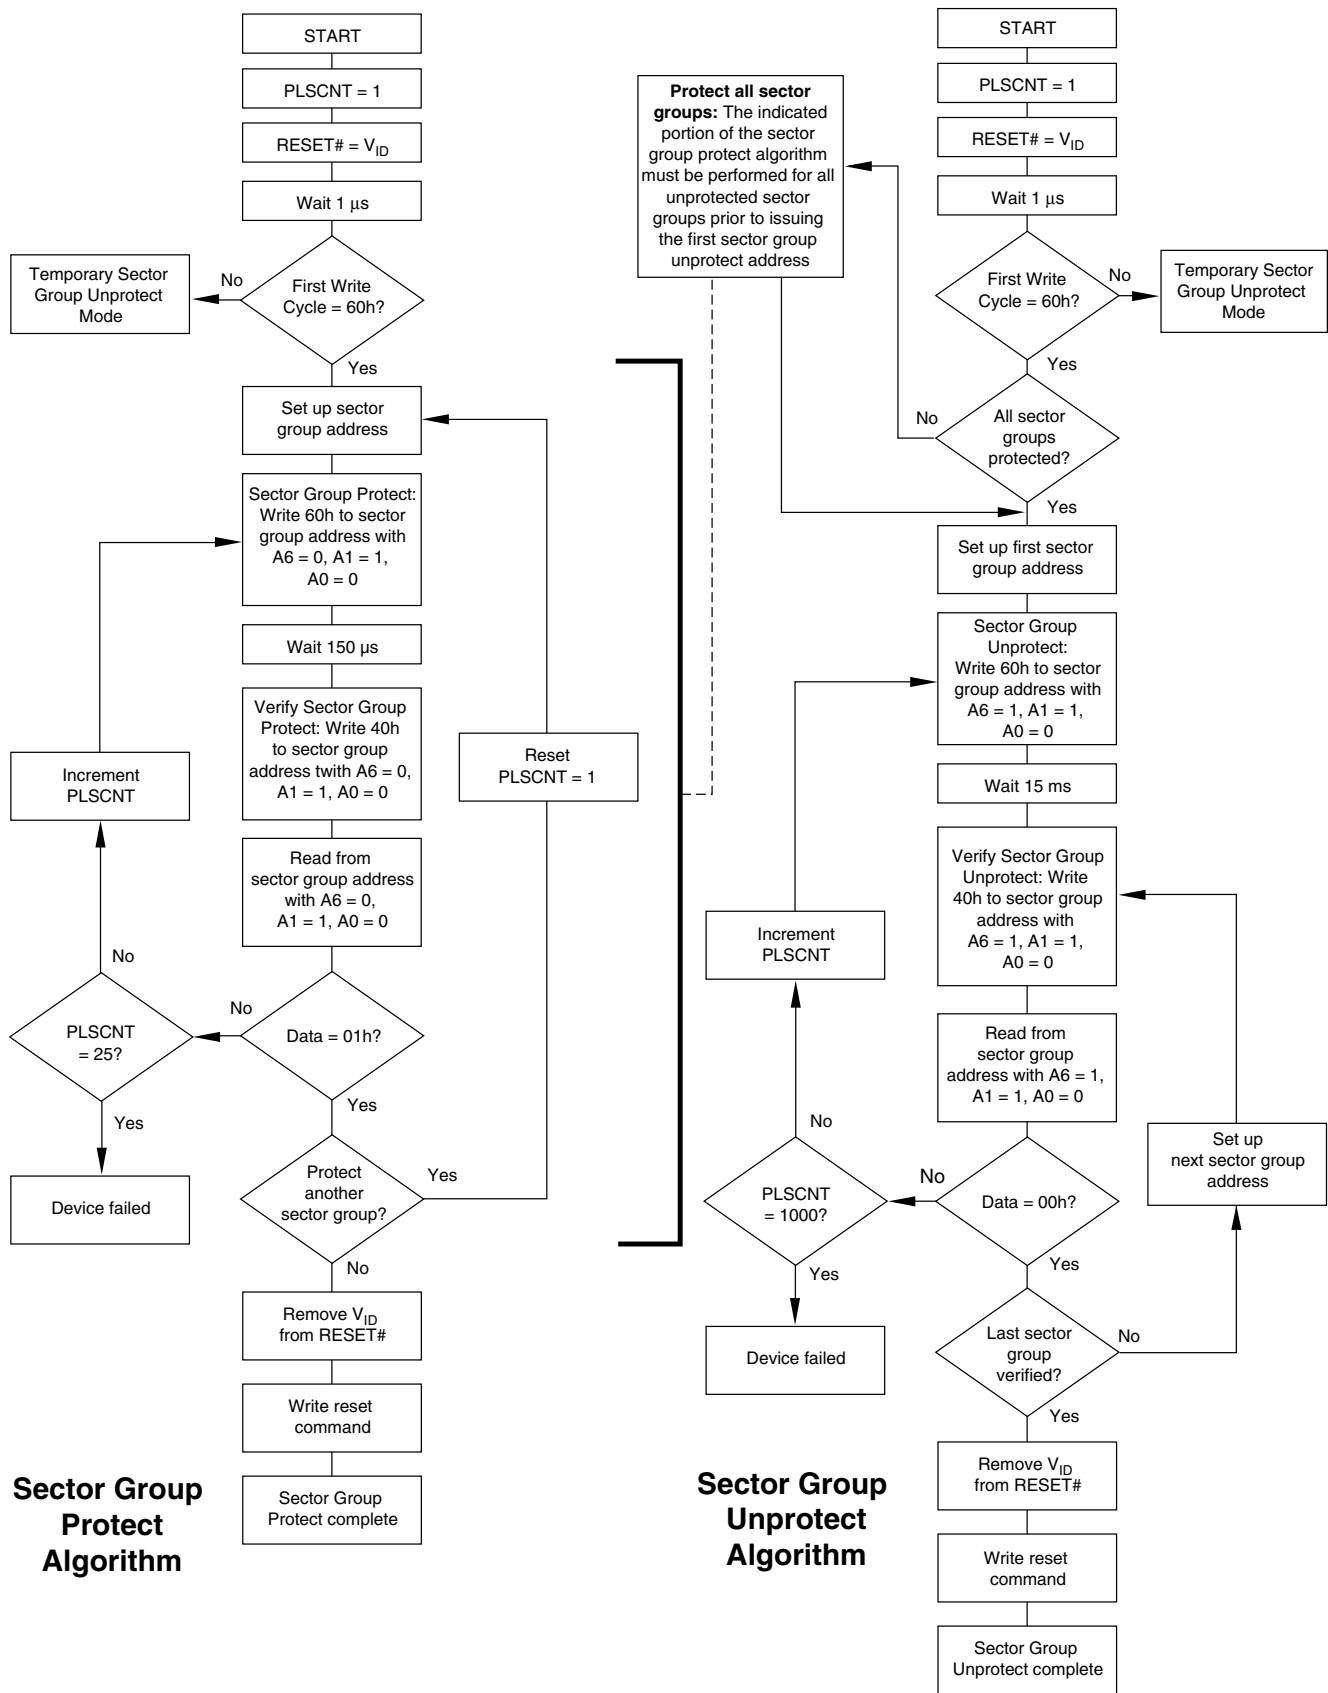 START
PLSCNT = 1
RESET# = VID
Wait 1 μs
First Write
Cycle = 60h?
No
Temporary Sector
Group Unprotect
Mode
Yes
Set up sector
group address
Sector Group Protect:
Write 60h to sector
group address with
A6 = 0, A1 = 1,
A0 = 0
Wait 150 µs
Verify Sector Group
Protect: Write 40h
to sector group
address twith A6 = 0,
A1 = 1, A0 = 0
Reset
PLSCNT = 1
Increment
PLSCNT
Read from
sector group address
with A6 = 0,
A1 = 1, A0 = 0
No
No
Data = 01h?
PLSCNT
= 25?
Yes
Yes
Device failed
Protect
another
sector group?
Yes
No
Remove VID
from RESET#
Write reset
command
Sector Group
Protect complete
Sector Group
Protect
Algorithm
START
PLSCNT = 1
RESET# = VID
Wait 1 μs
Protect all sector
groups: The indicated
portion of the sector
group protect algorithm
must be performed for all
unprotected sector
groups prior to issuing
the first sector group
unprotect address
First Write
Cycle = 60h?
No
Temporary Sector
Group Unprotect
Mode
Yes
No
All sector
groups
protected?
Yes
Set up first sector
group address
Sector Group
Unprotect:
Write 60h to sector
group address with
A6 = 1, A1 = 1,
A0 = 0
Wait 15 ms
Verify Sector Group
Unprotect: Write
40h to sector group
address with
A6 = 1, A1 = 1,
A0 = 0
Increment
PLSCNT
Read from
sector group
address with A6 = 1,
A1 = 1, A0 = 0
No
Set up
next sector group
address
No
Data = 00h?
PLSCNT
= 1000?
Yes
Yes
Device failed
Last sector
group
verified?
No
Yes
Remove VID
from RESET#
Write reset
command
Sector Group
Unprotect complete
Sector Group
Unprotect
Algorithm